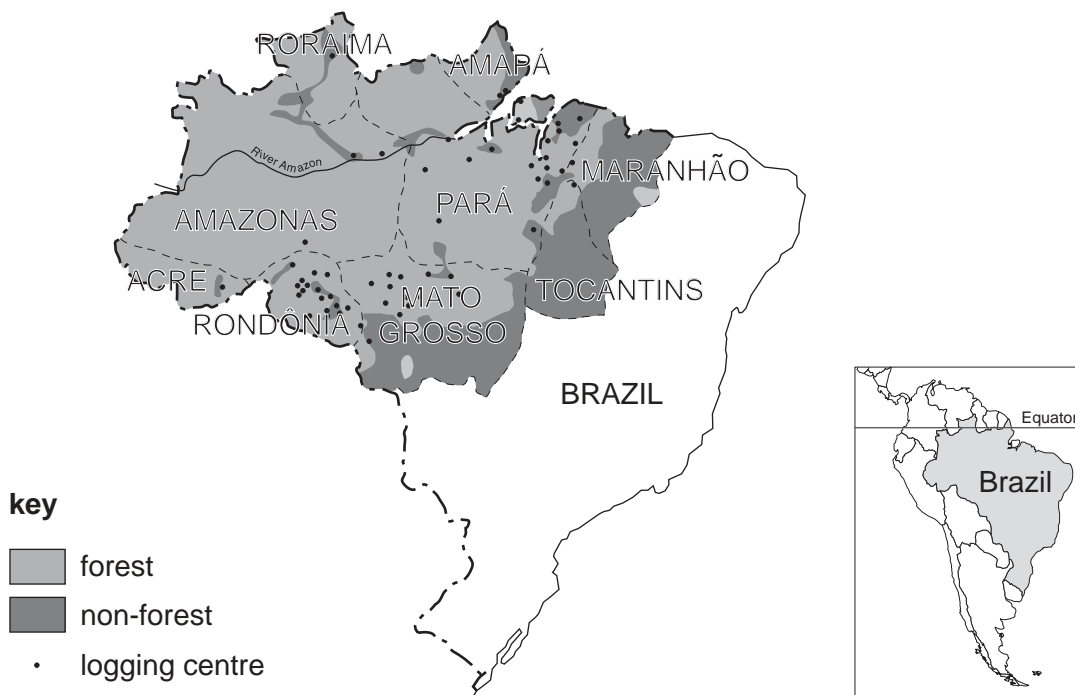 RORAIMA
AMAPÁ
River Amazon
MARANHÃO
PARÁ
AMAZONAS
ACRE
TOCANTINS
MATO
GROSSO
RONDÔNIA
BRAZIL
Equator
Brazil
key
forest
non-forest
logging centre